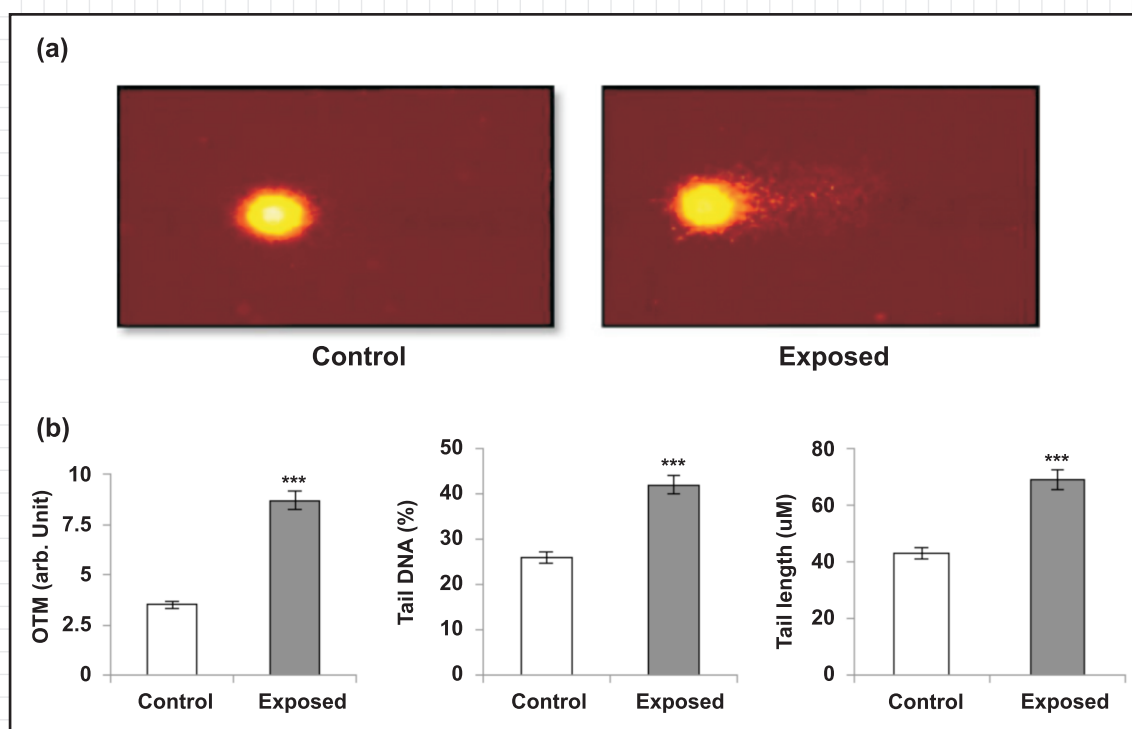 (a)
Control
Exposed
(b)
OTM (arb. Unit)
10
7.5
5
2.5
0
***
Control
Exposed
Tail DNA (%)
50
40
30
20
10
0
***
Control
Exposed
Tail length (uM)
80
60
40
20
0
***
Control
Exposed